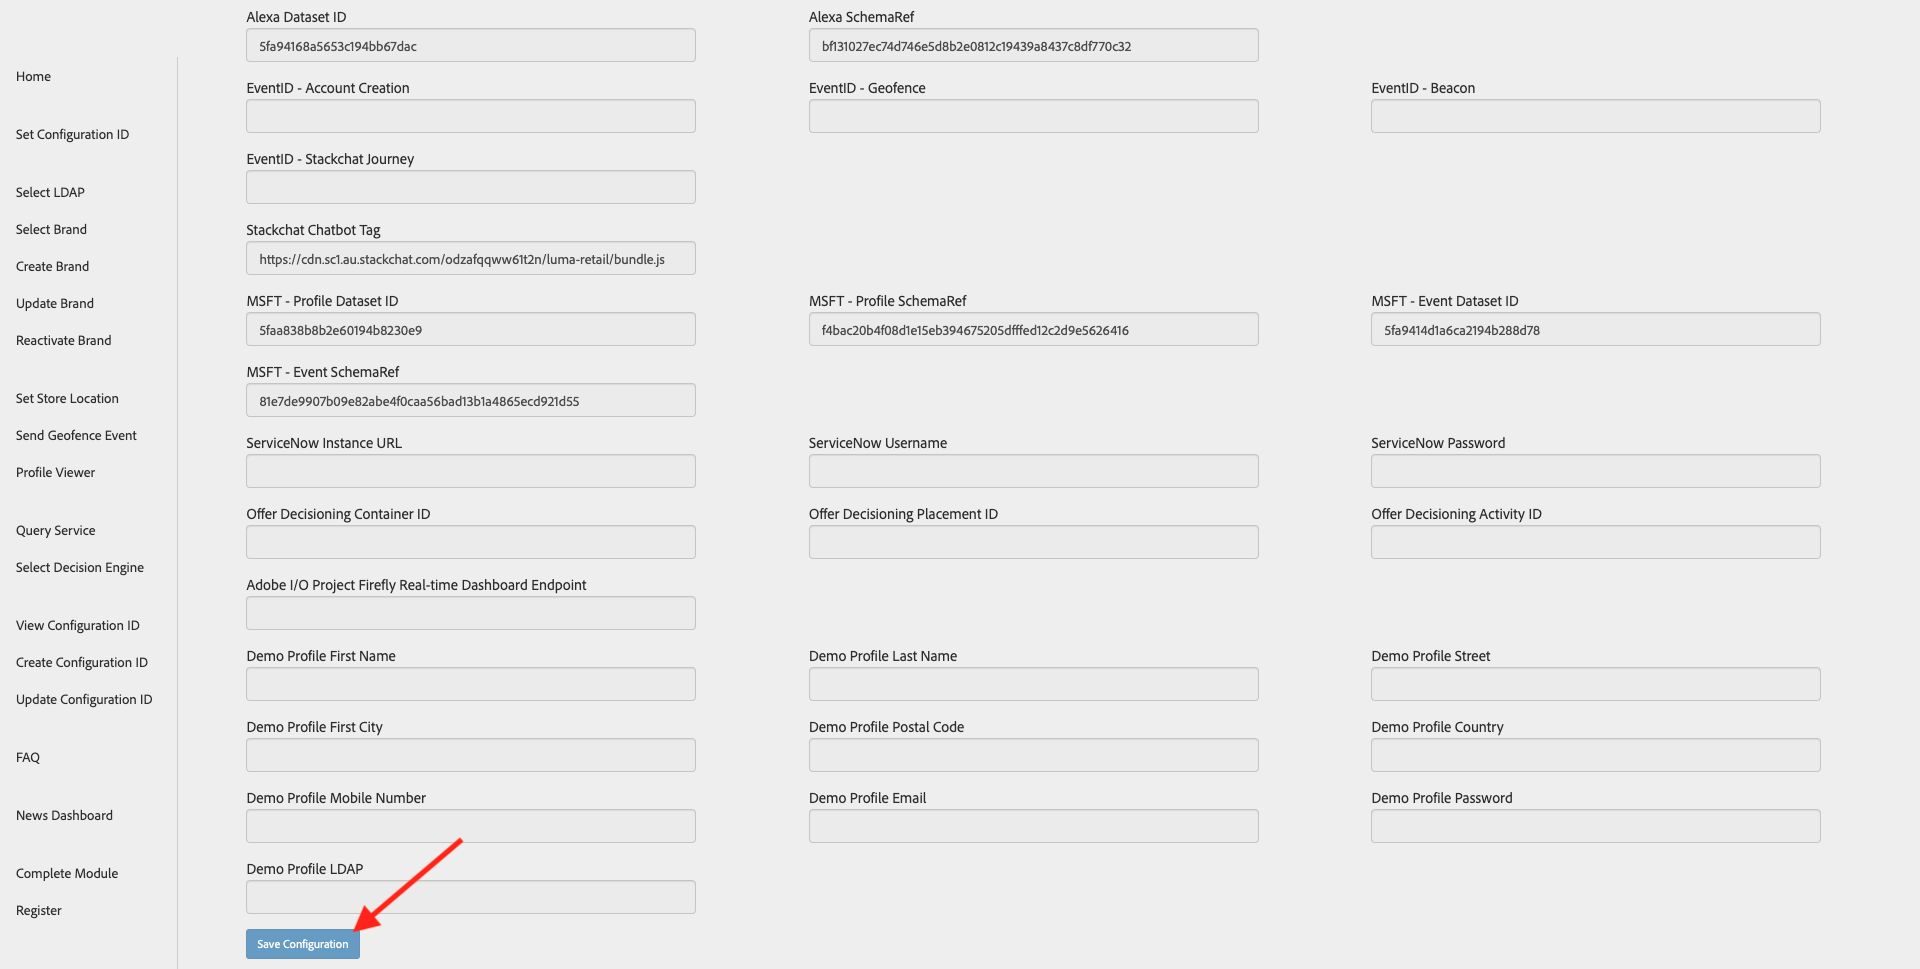 Home
Set Configuration ID
Select LDAP
Select Brand
Create Brand
Update Brand
Reactivate Brand
Set Store Location
Send Geofence Event
Profile Viewer
Query Service
Select Decision Engine
View Configuration ID
Create Configuration ID
Update Configuration ID
FAQ
News Dashboard
Complete Module
Register
Alexa Dataset ID
5fa94168a5653c194bb67dac
Alexa SchemaRef
bf131027ec74d746e5d8b2e0812c19439a8437c8df770c32
EventID - Account Creation
EventID - Geofence
EventID - Beacon
EventID - Stackchat Journey
Stackchat Chatbot Tag
https://cdn.sc1.au.stackchat.com/odzafqqww61t2n/luma-retail/bundle.js
MSFT - Profile Dataset ID
5faa838b8b2e60194b8230e9
MSFT - Profile SchemaRef
f4bac20b4f08d1e15eb394675205dfffed12c2d9e5626416
MSFT - Event Dataset ID
5fa9414d1a6ca2194b288d78
MSFT - Event SchemaRef
81e7de9907b09e82abe4f0caa56bad13b1a4865ecd921d55
ServiceNow Instance URL
ServiceNow Username
ServiceNow Password
Offer Decisioning Container ID
Offer Decisioning Placement ID
Offer Decisioning Activity ID
Adobe I/O Project Firefly Real-time Dashboard Endpoint
Demo Profile First Name
Demo Profile Last Name
Demo Profile Street
Demo Profile First City
Demo Profile Postal Code
Demo Profile Country
Demo Profile Mobile Number
Demo Profile Email
Demo Profile Password
Demo Profile LDAP
Save Configuration